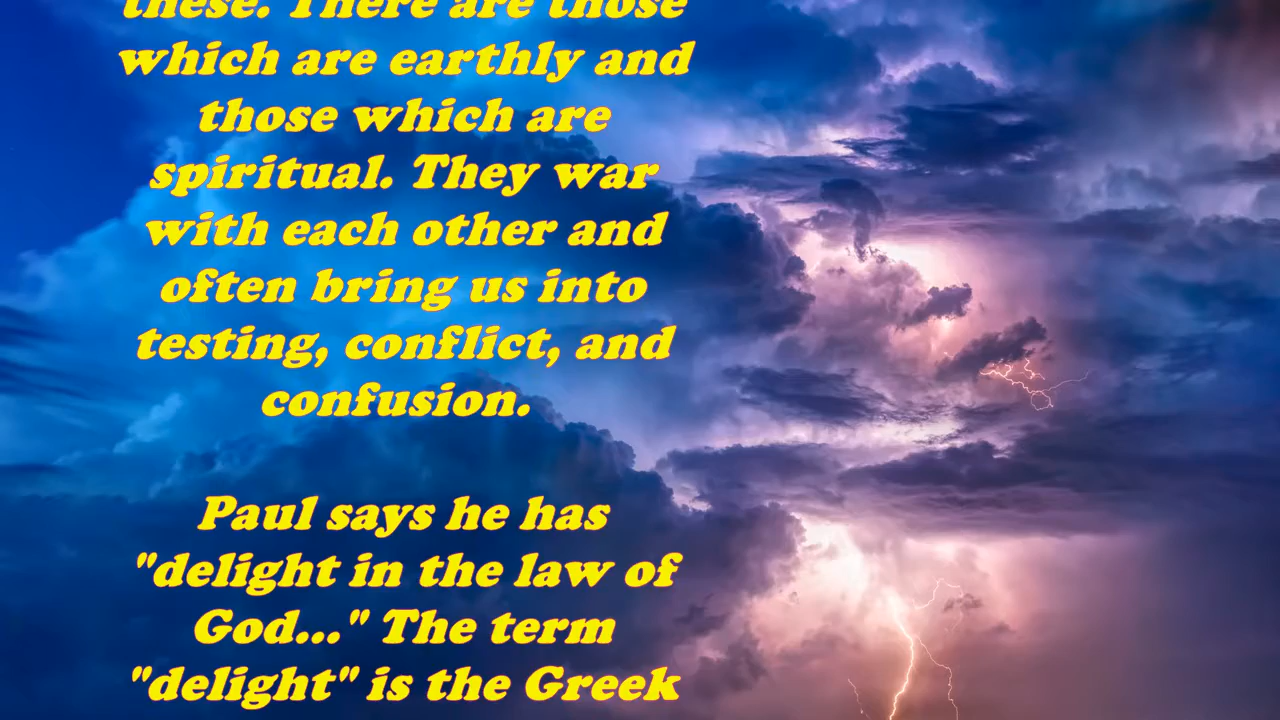 these. There are those
which are earthly and
those which are
spiritual. They war
with each other and
often bring us into
testing, conflict, and
confusion.
Paul says he has
"delight in the law of
God..." The term
"delight" is the Greek